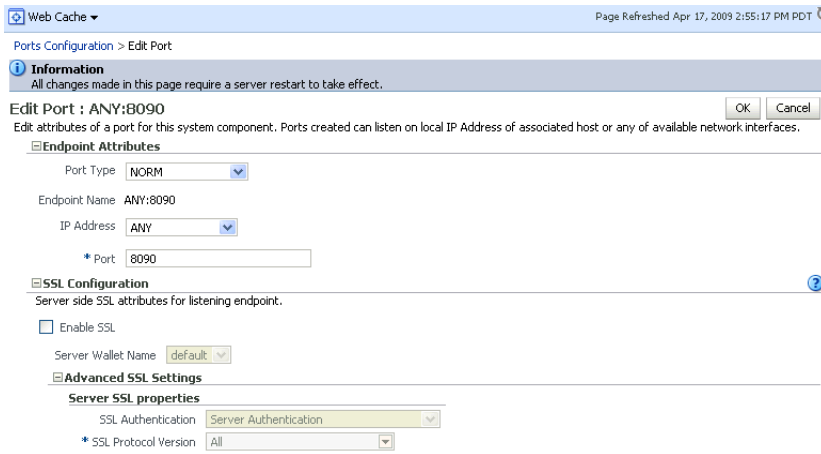 Web Cache
Page Refreshed Apr 17, 2009 2:55:17 PM PDT
Ports Configuration > Edit Port
Information
All changes made in this page require a server restart to take effect.
Edit Port : ANY:8090
OK Cancel
Edit attributes of a port for this system component. Ports created can listen on local IP Address of associated host or any of available network interfaces.
Endpoint Attributes
Port Type NORM
Endpoint Name ANY:8090
IP Address ANY
* Port 8090
SSL Configuration
Server side SSL attributes for listening endpoint.
Enable SSL
Server Wallet Name default
Advanced SSL Settings
Server SSL properties
SSL Authentication Server Authentication
* SSL Protocol Version All